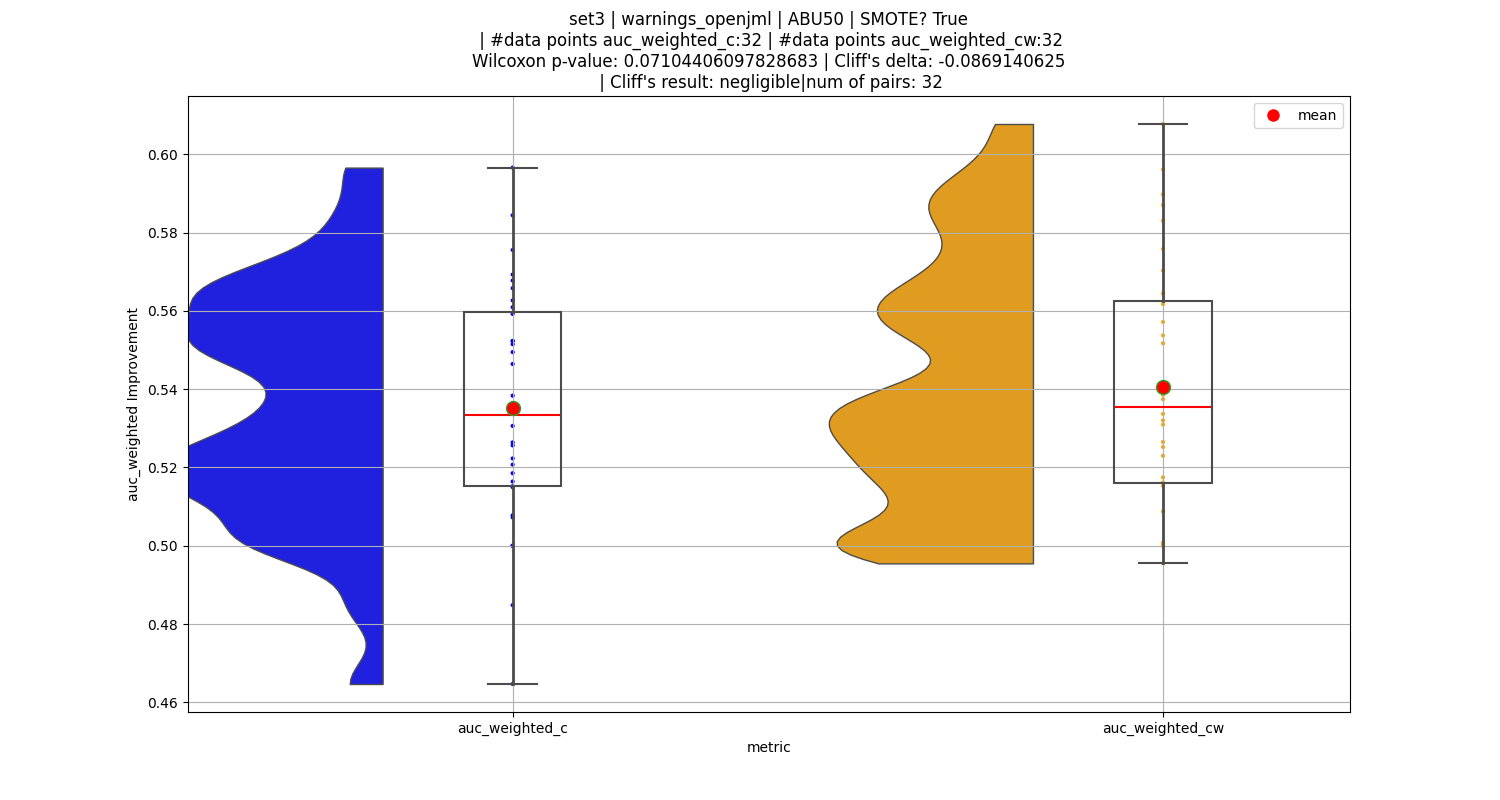 set3 | warnings_openjml | ABU50 | SMOTE? True
| #data points auc_weighted_c:32 | #data points auc_weighted_cw:32
Wilcoxon p-value: 0.07104406097828683 | Cliff's delta: -0.0869140625
| Cliff's result: negligible|num of pairs: 32
mean
0.60
0.58
0.56
0.54
0.52
0.50
0.48
0.46
auc_weighted Improvement
auc_weighted_c
auc_weighted_cw
metric